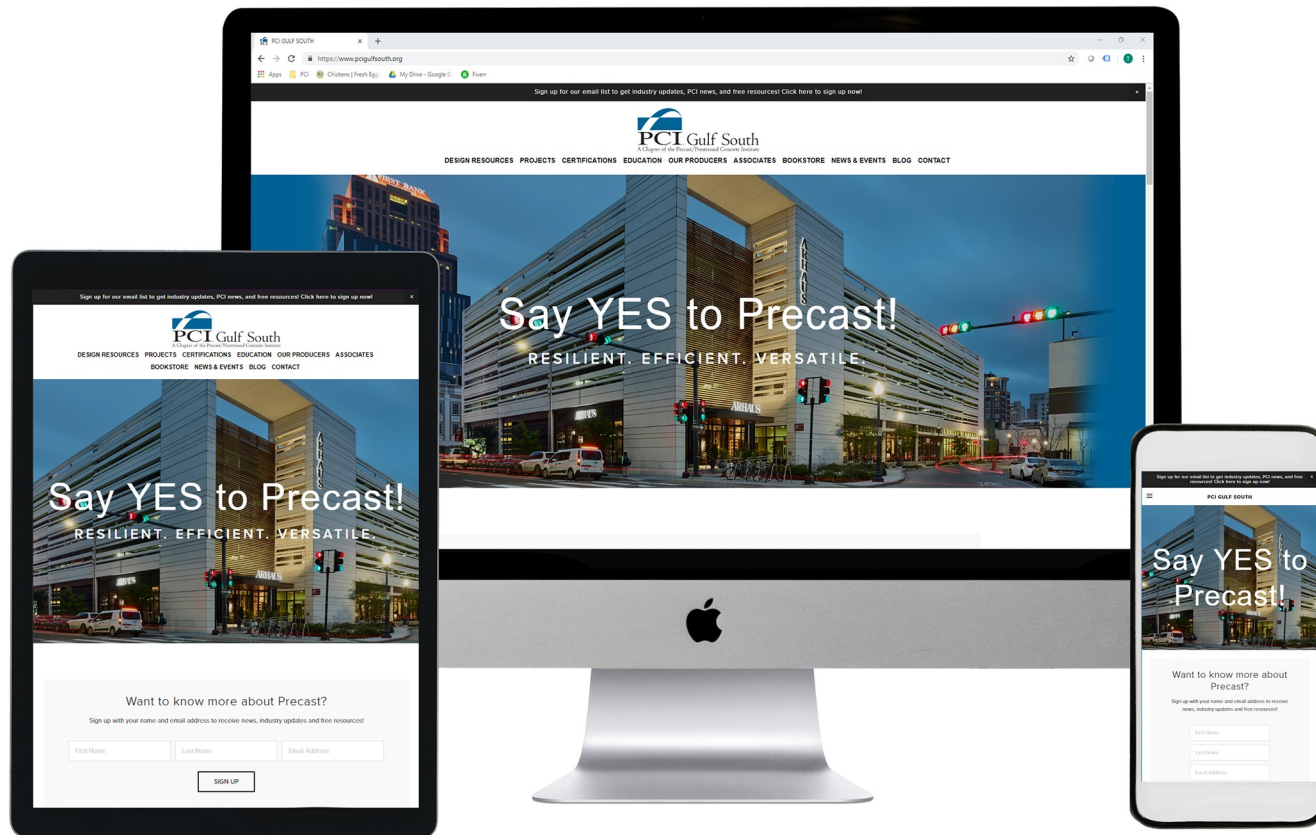 PCI GULF SOUTH
https://www.pcigulfsouth.org
Apps PCI Chickens | Fresh Egg My Drive - Google D Fiverr
Sign up for our email list to get industry updates, PCI news, and free resources! Click here to sign up now! x
PCI Gulf South
A Chapter of the Precast/Prestressed Concrete Institute
DESIGN RESOURCES PROJECTS CERTIFICATIONS EDUCATION OUR PRODUCERS ASSOCIATES BOOKSTORE NEWS & EVENTS BLOG CONTACT
FIRST BANK
ARHAUS
Say YES to Precast!
RESILIENT. EFFICIENT. VERSATILE.
ARHAUS
ARHAUS
Sign up for our email list to get industry updates, PCI news, and free resources! Click here to sign up now! x
PCI Gulf South
A Chapter of the Precast/Prestressed Concrete Institute
DESIGN RESOURCES PROJECTS CERTIFICATIONS EDUCATION OUR PRODUCERS ASSOCIATES
BOOKSTORE NEWS & EVENTS BLOG CONTACT
ARHAUS
Say YES to Precast!
RESILIENT. EFFICIENT. VERSATILE.
ARHAUS
ARHAUS
Want to know more about Precast?
Sign up with your name and email address to receive news, industry updates and free resources!
First Name Last Name Email Address
SIGN UP
Sign up for our email list to get industry updates, PCI news, and free x
resources! Click here to sign up now!
PCI GULF SOUTH
Say YES to
Precast!
Want to know more about
Precast?
Sign up with your name and email address to receive
news, industry updates and free resources!
First Name
Last Name
Email Address